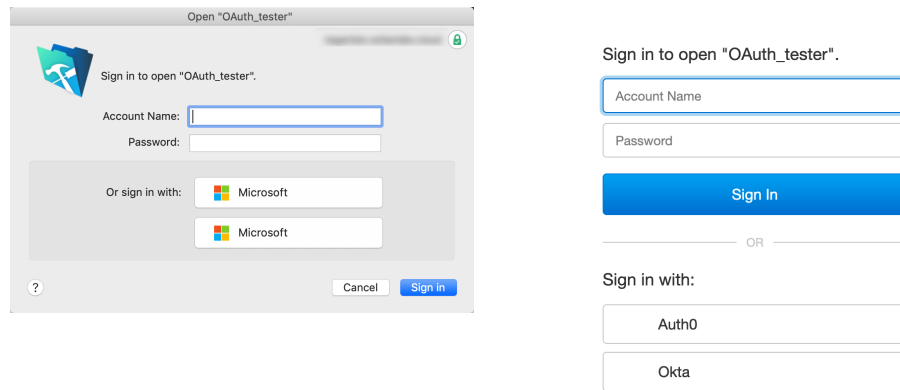 Open "OAuth_tester"
Sign in to open "OAuth_tester".
Account Name:
Password:
Or sign in with:
Microsoft
Microsoft
?
Cancel
Sign in
Sign in to open "OAuth_tester".
Account Name
Password
Sign In
OR
Sign in with:
Auth0
Okta